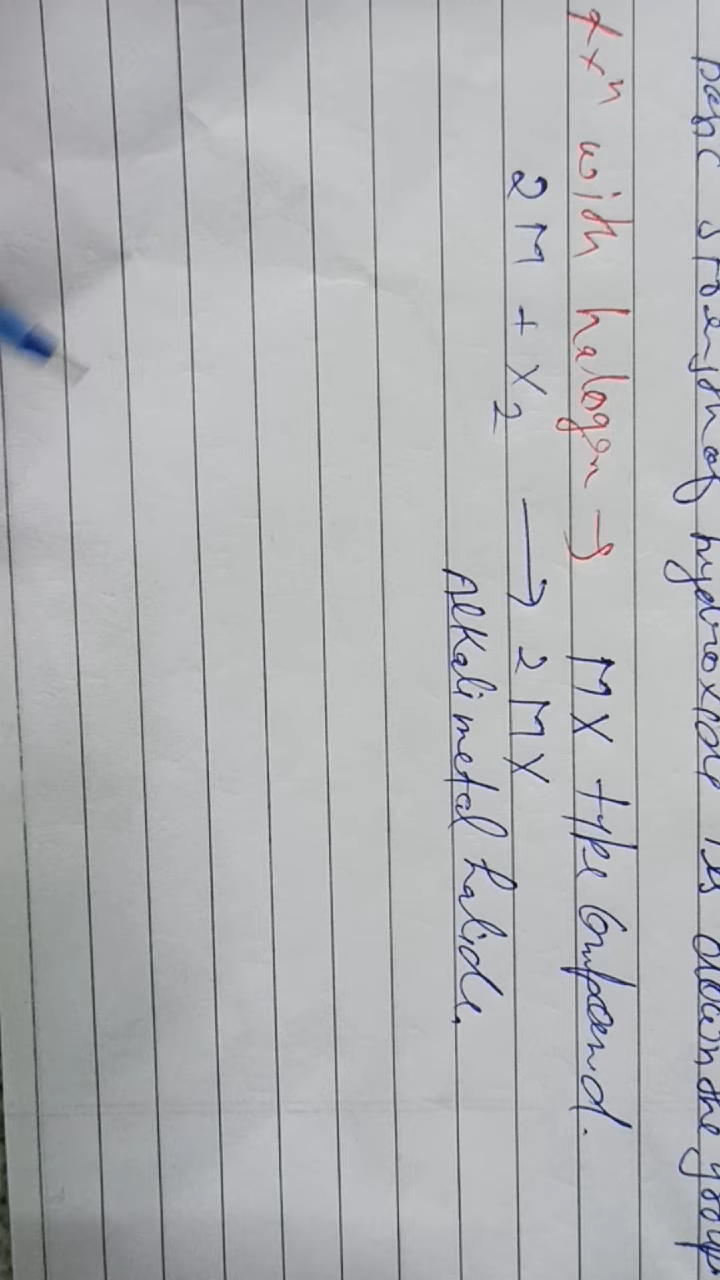 basic strength of hydroxide is down the group
rxⁿ with halogen → MX type Compound.
2M + X₂ ⟶ 2MX
Alkali metal halide.